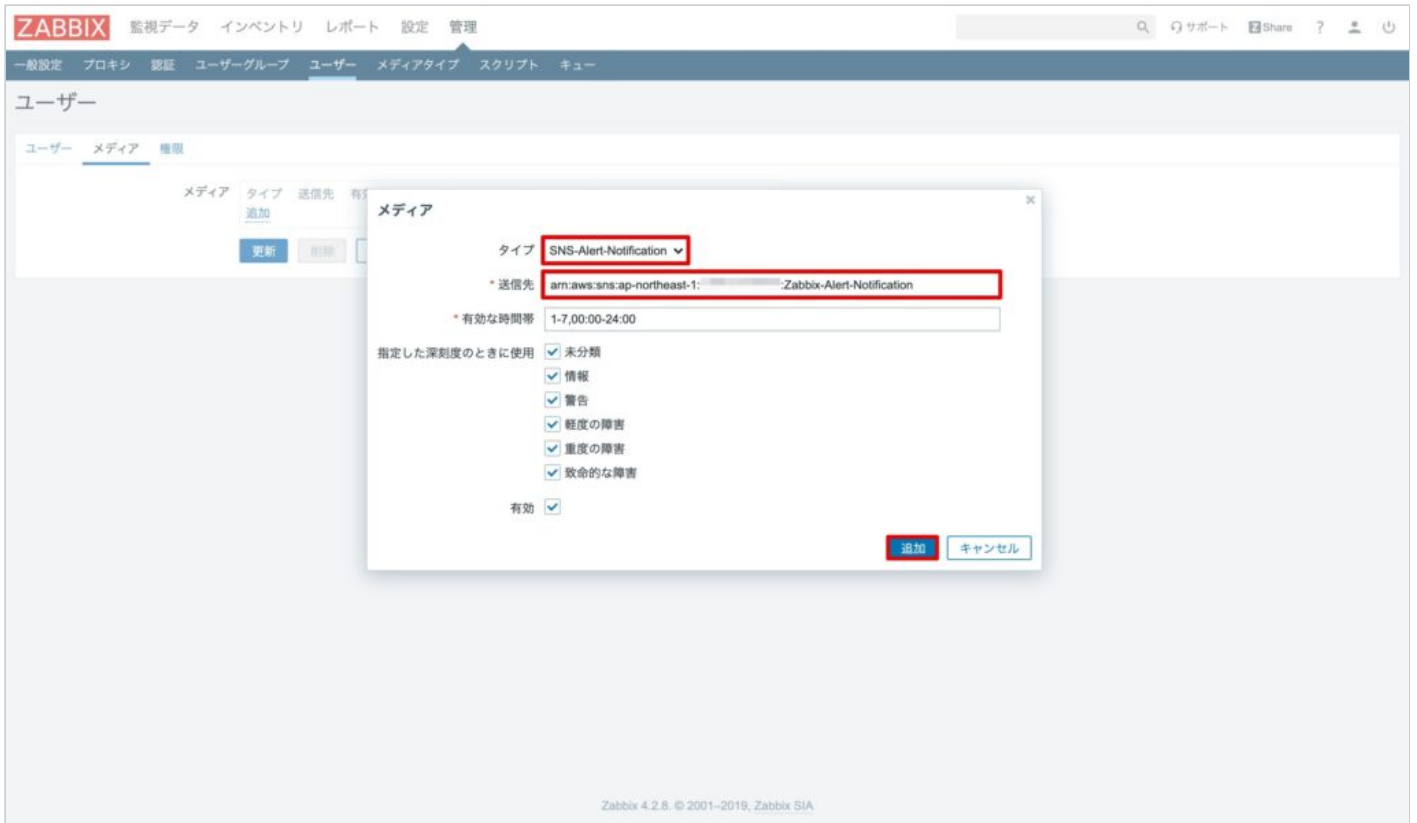 ZABBIX 監視データ インベントリ レポート 設定 管理 サポート Z Share ?
一般設定 プロキシ 認証 ユーザーグループ ユーザー メディアタイプ スクリプト キュー
ユーザー
ユーザー メディア 権限
メディア タイプ 送信先 有効
追加
更新 削除
メディア
タイプ SNS-Alert-Notification
* 送信先 arn:aws:sns:ap-northeast-1: :Zabbix-Alert-Notification
* 有効な時間帯 1-7,00:00-24:00
指定した深刻度のときに使用 未分類
情報
警告
軽度の障害
重度の障害
致命的な障害
有効
追加 キャンセル
Zabbix 4.2.8. © 2001–2019, Zabbix SIA